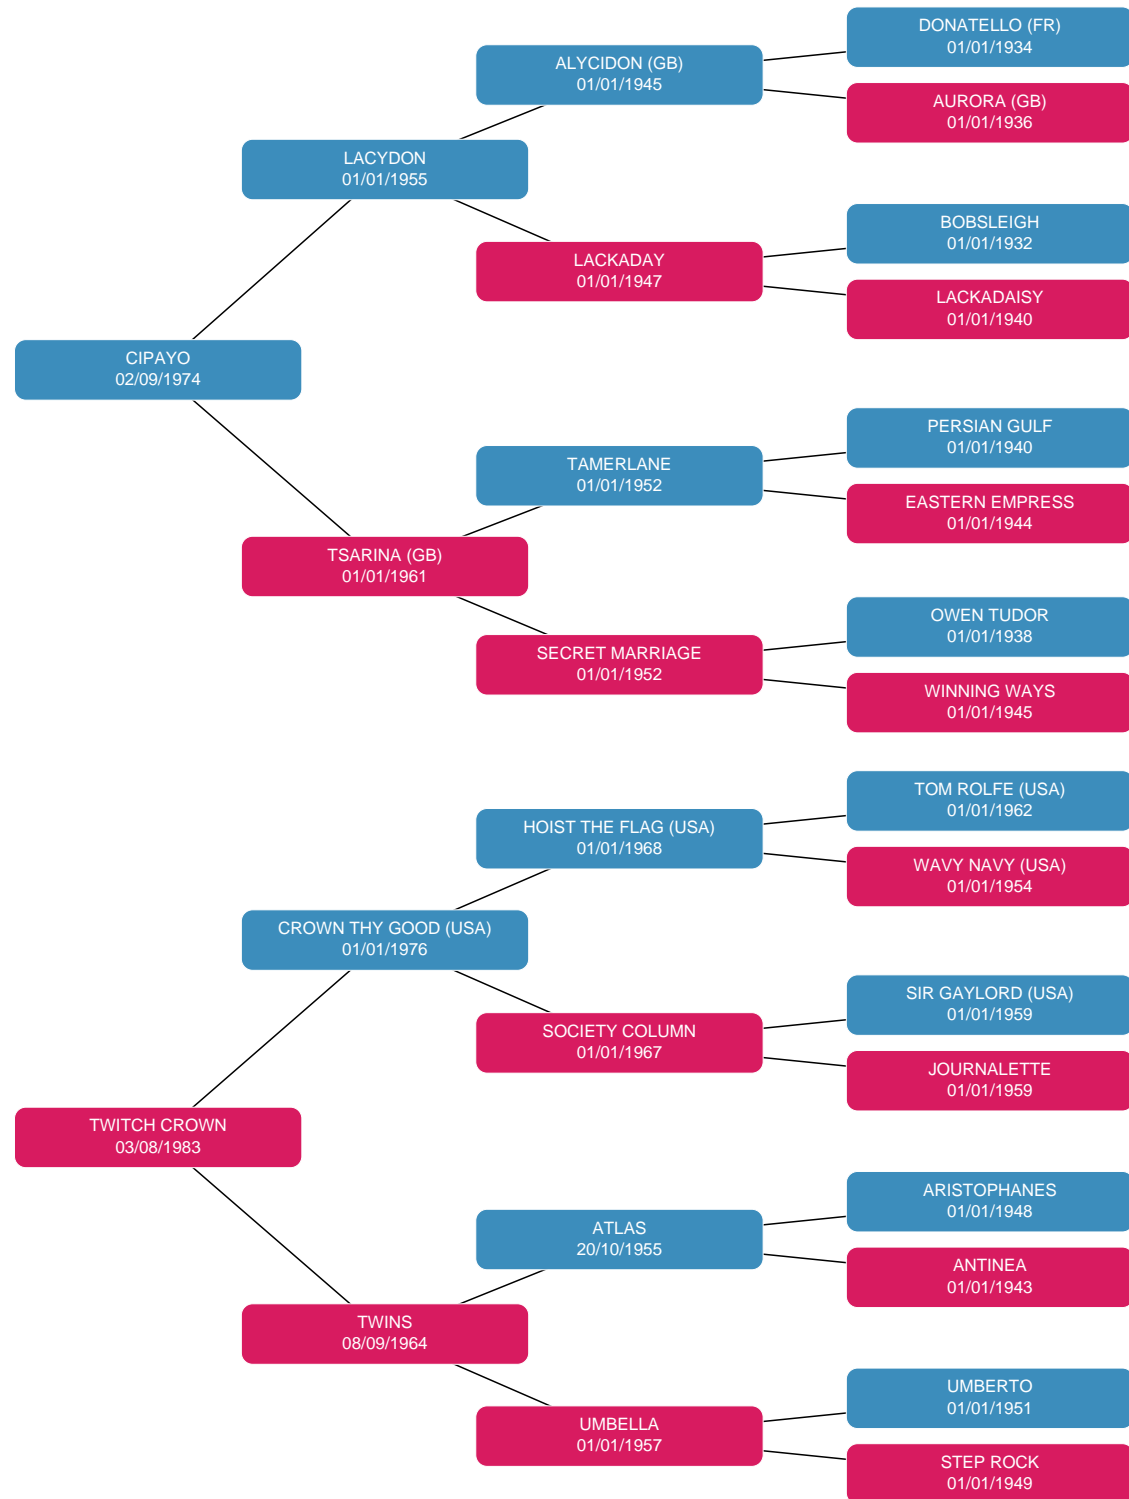 DONATELLO (FR)
01/01/1934
ALYCIDON (GB)
01/01/1945
AURORA (GB)
01/01/1936
LACYDON
01/01/1955
BOBSLEIGH
01/01/1932
LACKADAY
01/01/1947
LACKADAISY
01/01/1940
CIPAYO
02/09/1974
PERSIAN GULF
01/01/1940
TAMERLANE
01/01/1952
EASTERN EMPRESS
01/01/1944
TSARINA (GB)
01/01/1961
OWEN TUDOR
01/01/1938
SECRET MARRIAGE
01/01/1952
WINNING WAYS
01/01/1945
TOM ROLFE (USA)
01/01/1962
HOIST THE FLAG (USA)
01/01/1968
WAVY NAVY (USA)
01/01/1954
CROWN THY GOOD (USA)
01/01/1976
SIR GAYLORD (USA)
01/01/1959
SOCIETY COLUMN
01/01/1967
JOURNALETTE
01/01/1959
TWITCH CROWN
03/08/1983
ARISTOPHANES
01/01/1948
ATLAS
20/10/1955
ANTINEA
01/01/1943
TWINS
08/09/1964
UMBERTO
01/01/1951
UMBELLA
01/01/1957
STEP ROCK
01/01/1949